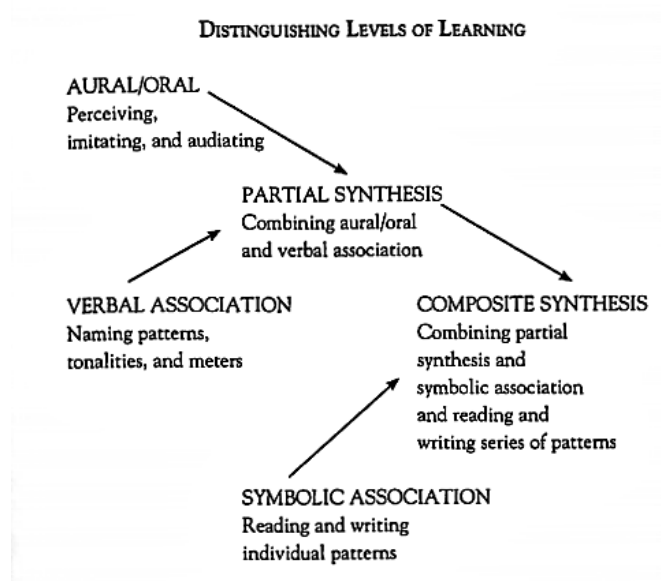 DISTINGUISHING LEVELS OF LEARNING
AURAL/ORAL
Perceiving,
imitating, and audiating
PARTIAL SYNTHESIS
Combining aural/oral
and verbal association
VERBAL ASSOCIATION
Naming patterns,
tonalities, and meters
COMPOSITE SYNTHESIS
Combining partial
synthesis and
symbolic association
and reading and
writing series of patterns
SYMBOLIC ASSOCIATION
Reading and writing
individual patterns